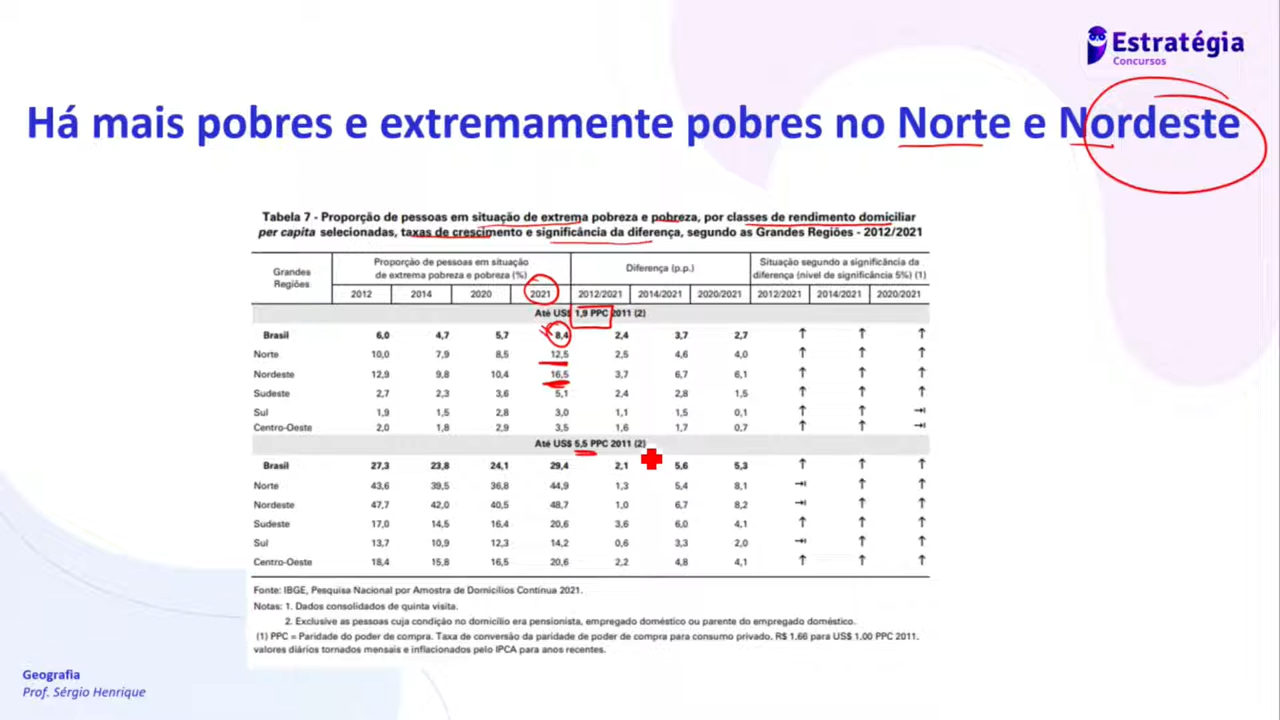 Estratégia
Concursos
Há mais pobres e extremamente pobres no Norte e Nordeste
Tabela 7 - Proporção de pessoas em situação de extrema pobreza e pobreza, por classes de rendimento domiciliar
per capita selecionadas, taxas de crescimento e significância da diferença, segundo as Grandes Regiões - 2012/2021
Grandes Regiões
Proporção de pessoas em situação
de extrema pobreza e pobreza (%)
Diferença (p.p.)
Situação segundo a significância da
diferença (nível de significância 5%) (1)
2012 2014 2020 2021 2012/2021 2014/2021 2020/2021 2012/2021 2014/2021 2020/2021
Até US$ 1,9 PPC 2011 (2)
Brasil 6,0 4,7 5,7 8,4 2,4 3,7 2,7 ↑ ↑ ↑
Norte 10,0 7,9 8,5 12,5 2,5 4,6 4,0 ↑ ↑ ↑
Nordeste 12,9 9,8 10,4 16,5 3,7 6,7 6,1 ↑ ↑ ↑
Sudeste 2,7 2,3 3,6 5,1 2,4 2,8 1,5 ↑ ↑ ↑
Sul 1,9 1,5 2,8 3,0 1,1 1,5 0,1 ↑ ↑ →
Centro-Oeste 2,0 1,8 2,9 3,5 1,6 1,7 0,7 ↑ ↑ →
Até US$ 5,5 PPC 2011 (2)
Brasil 27,3 23,8 24,1 29,4 2,1 5,6 5,3 ↑ ↑ ↑
Norte 43,6 39,5 36,8 44,9 1,3 5,4 8,1 → ↑ ↑
Nordeste 47,7 42,0 40,5 48,7 1,0 6,7 8,2 → ↑ ↑
Sudeste 17,0 14,5 16,4 20,6 3,6 6,0 4,1 ↑ ↑ ↑
Sul 13,7 10,9 12,3 14,2 0,6 3,3 2,0 → ↑ ↑
Centro-Oeste 18,4 15,8 16,5 20,6 2,2 4,8 4,1 ↑ ↑ ↑
Fonte: IBGE, Pesquisa Nacional por Amostra de Domicílios Contínua 2021.
Notas: 1. Dados consolidados de quinta visita.
2. Exclusive as pessoas cuja condição no domicílio era pensionista, empregado doméstico ou parente do empregado doméstico.
(1) PPC = Paridade do poder de compra. Taxa de conversão da paridade de poder de compra para consumo privado, R$ 1,66 para US$ 1,00 PPC 2011,
valores diários tornados mensais e inflacionados pelo IPCA para anos recentes.
Geografia
Prof. Sérgio Henrique